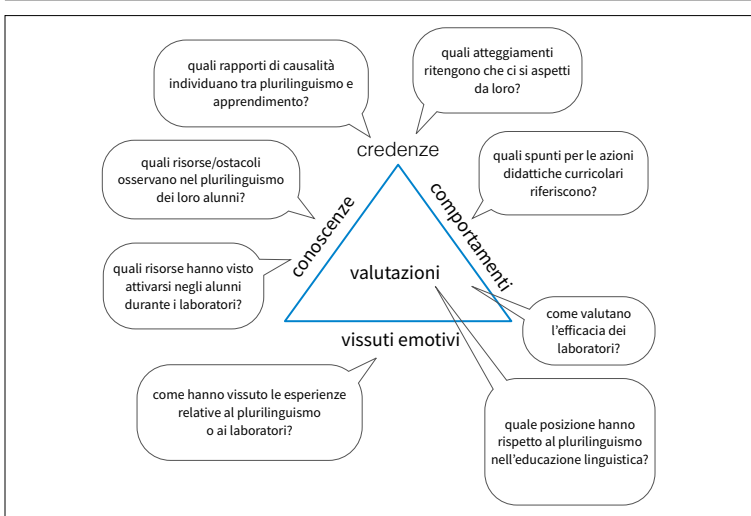 quali rapporti di causalità
individuano tra plurilinguismo e
apprendimento?
quali atteggiamenti
ritengono che ci si aspetti
da loro?
credenze
quali risorse/ostacoli
osservano nel plurilinguismo
dei loro alunni?
quali spunti per le azioni
didattiche curricolari
riferiscono?
conoscenze
comportamenti
quali risorse hanno visto
attivarsi negli alunni
durante i laboratori?
valutazioni
come valutano
l’efficacia dei
laboratori?
vissuti emotivi
come hanno vissuto le esperienze
relative al plurilinguismo
o ai laboratori?
quale posizione hanno
rispetto al plurilinguismo
nell’educazione linguistica?